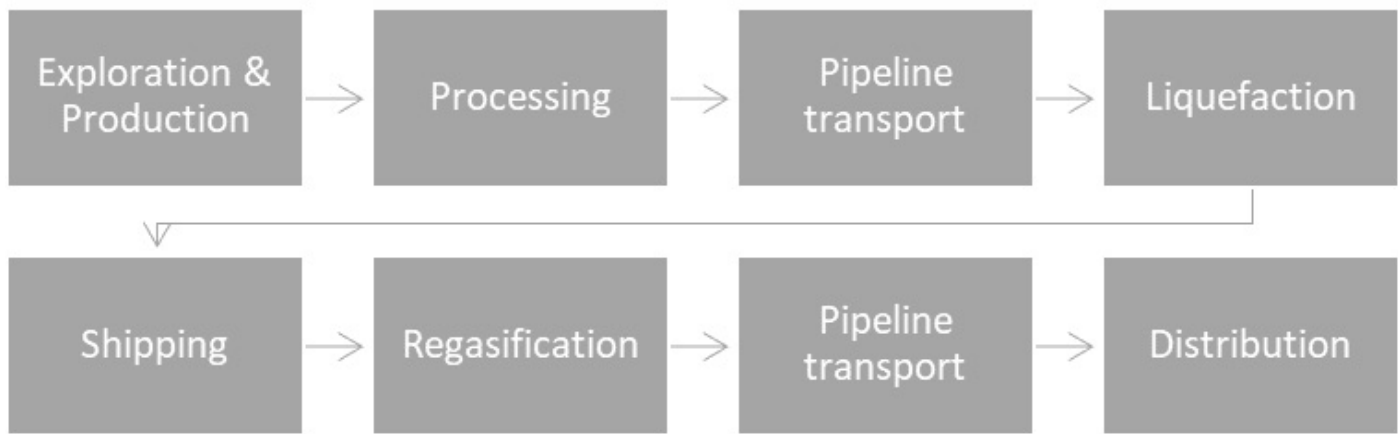 Exploration &
Production
Processing
Pipeline
transport
Liquefaction
Shipping
Regasification
Pipeline
transport
Distribution